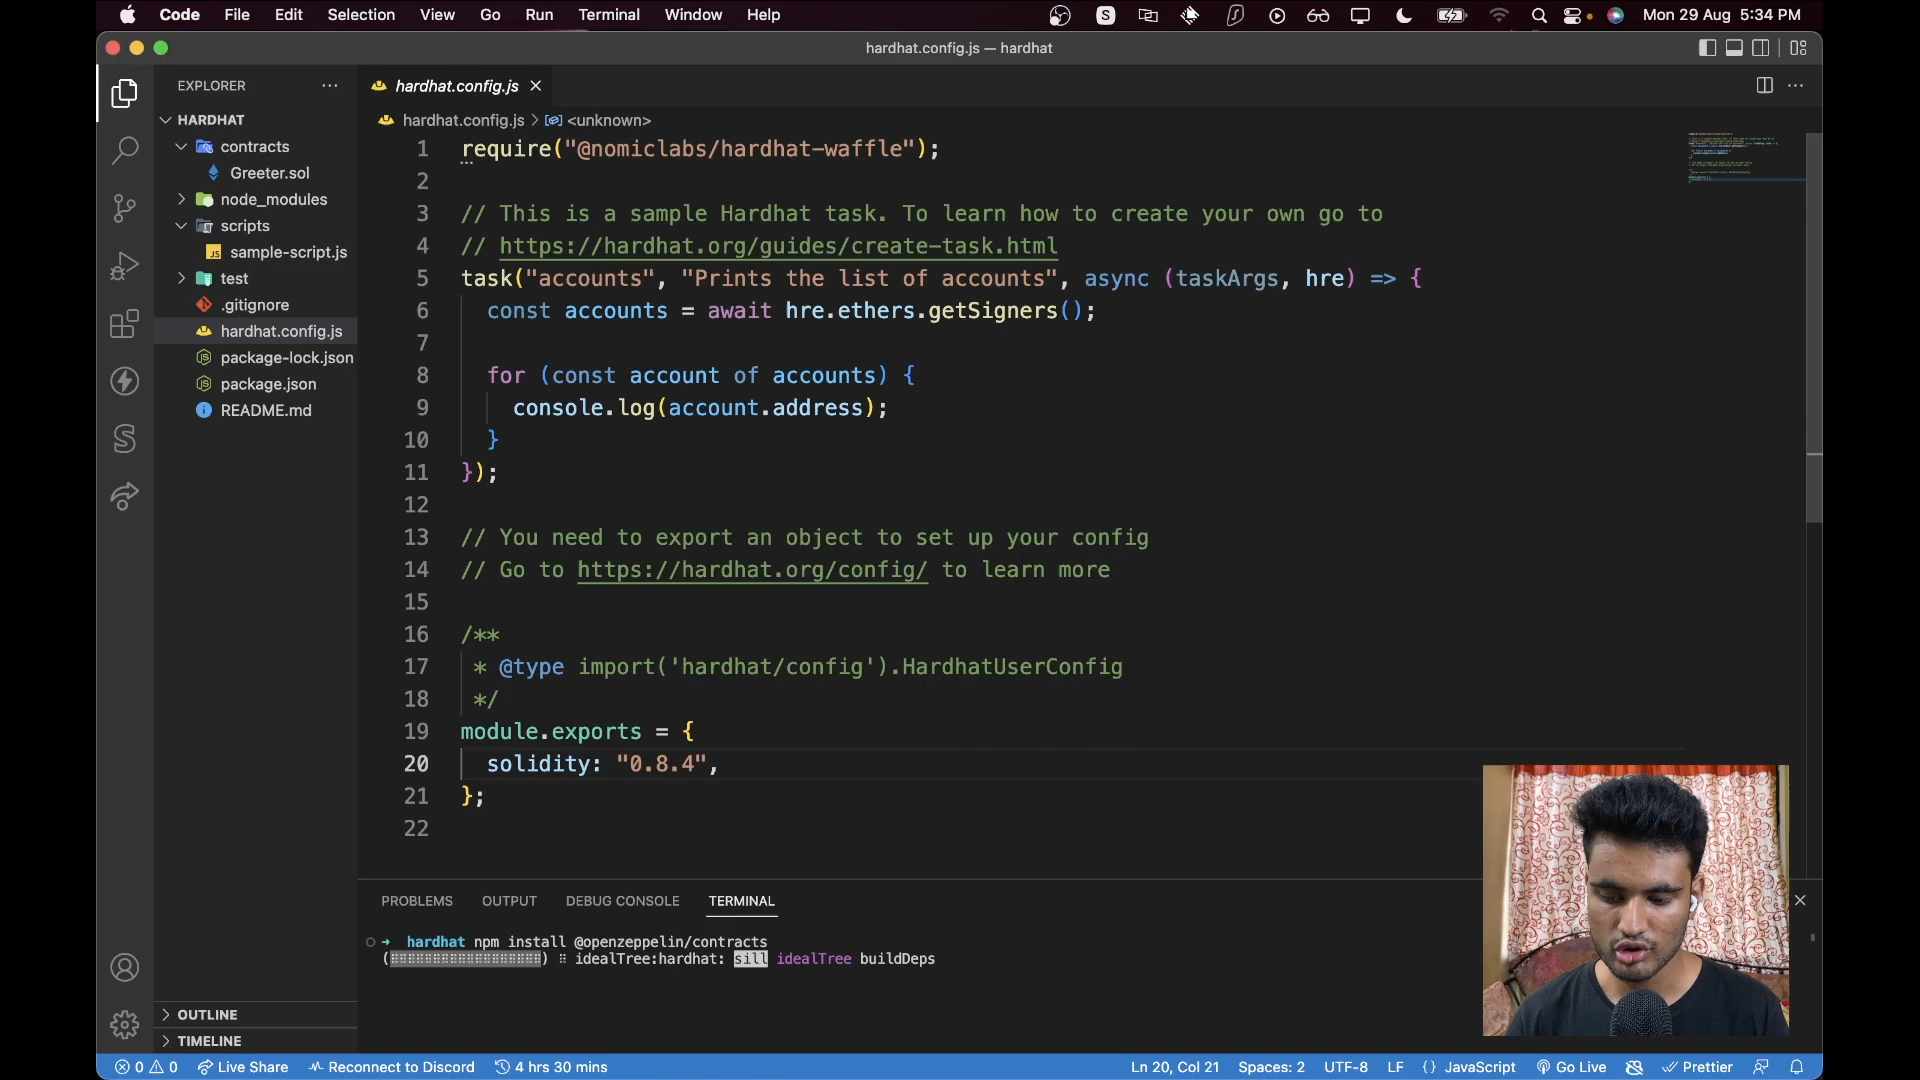 Code File Edit Selection View Go Run Terminal Window Help
Mon 29 Aug 5:34 PM
hardhat.config.js — hardhat
EXPLORER
HARDHAT
contracts
Greeter.sol
node_modules
scripts
sample-script.js
test
.gitignore
hardhat.config.js
package-lock.json
package.json
README.md
OUTLINE
TIMELINE
hardhat.config.js
hardhat.config.js > <unknown>
1 require("@nomiclabs/hardhat-waffle");
2
3 // This is a sample Hardhat task. To learn how to create your own go to
4 // https://hardhat.org/guides/create-task.html
5 task("accounts", "Prints the list of accounts", async (taskArgs, hre) => {
6 const accounts = await hre.ethers.getSigners();
7
8 for (const account of accounts) {
9 console.log(account.address);
10 }
11 });
12
13 // You need to export an object to set up your config
14 // Go to https://hardhat.org/config/ to learn more
15
16 /**
17 * @type import('hardhat/config').HardhatUserConfig
18 */
19 module.exports = {
20 solidity: "0.8.4",
21 };
22
PROBLEMS OUTPUT DEBUG CONSOLE TERMINAL
➜ hardhat npm install @openzeppelin/contracts
(⠿⠿⠿⠿⠿⠿⠿⠿⠿⠿⠿⠿⠿⠿⠿⠿⠿⠿) ⠸ idealTree:hardhat: sill idealTree buildDeps
0 0 Live Share Reconnect to Discord 4 hrs 30 mins Ln 20, Col 21 Spaces: 2 UTF-8 LF {} JavaScript Go Live Prettier